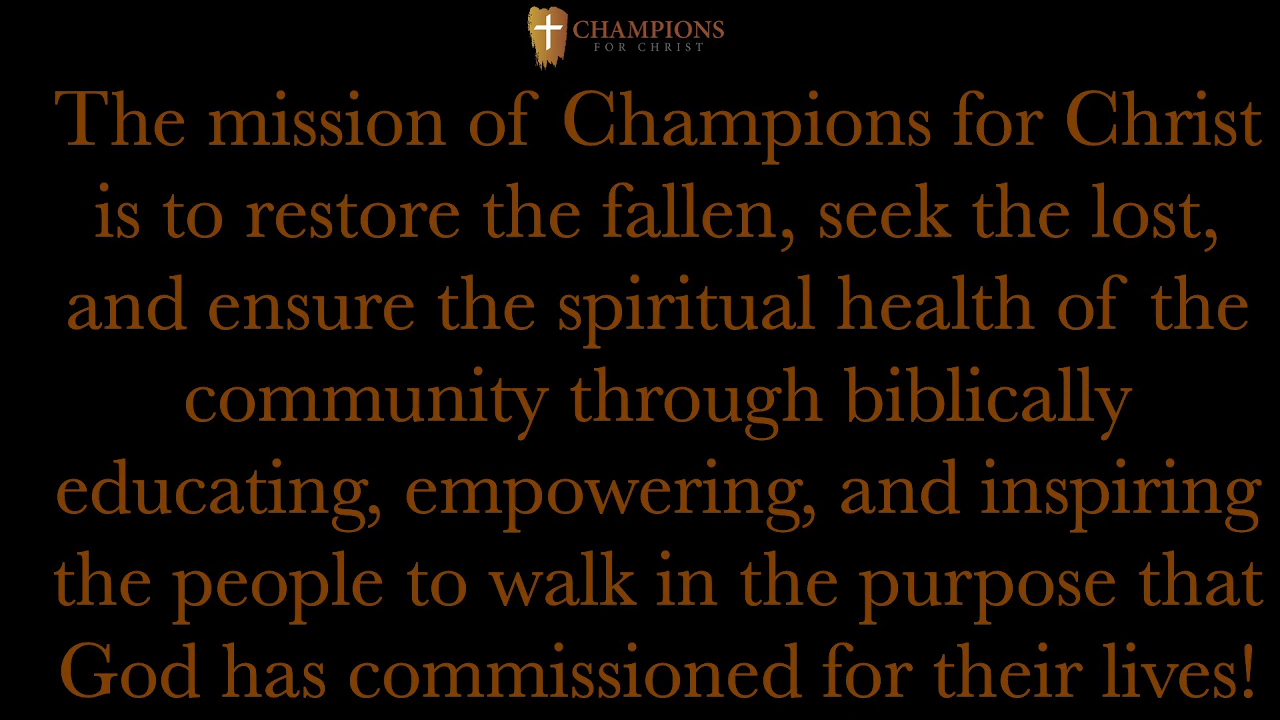 CHAMPIONS
FOR CHRIST
The mission of Champions for Christ
is to restore the fallen, seek the lost,
and ensure the spiritual health of the
community through biblically
educating, empowering, and inspiring
the people to walk in the purpose that
God has commissioned for their lives!